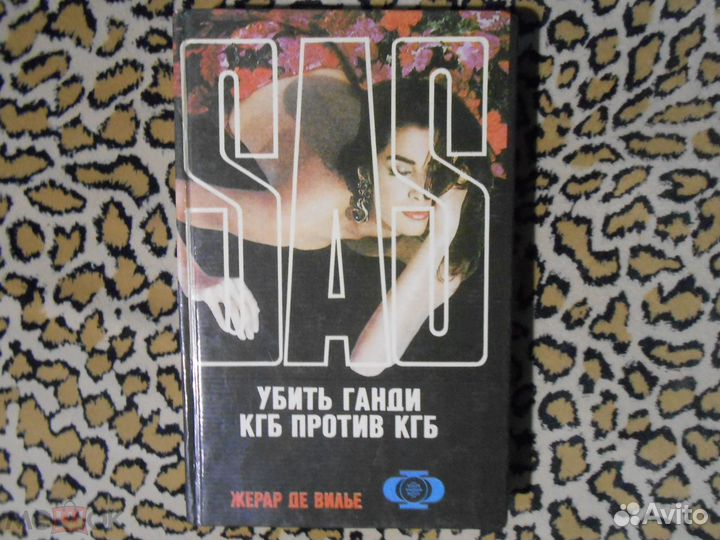 SAS
УБИТЬ ГАНДИ
КГБ ПРОТИВ КГБ
ЖЕРАР ДЕ ВИЛЬЕ
Avito